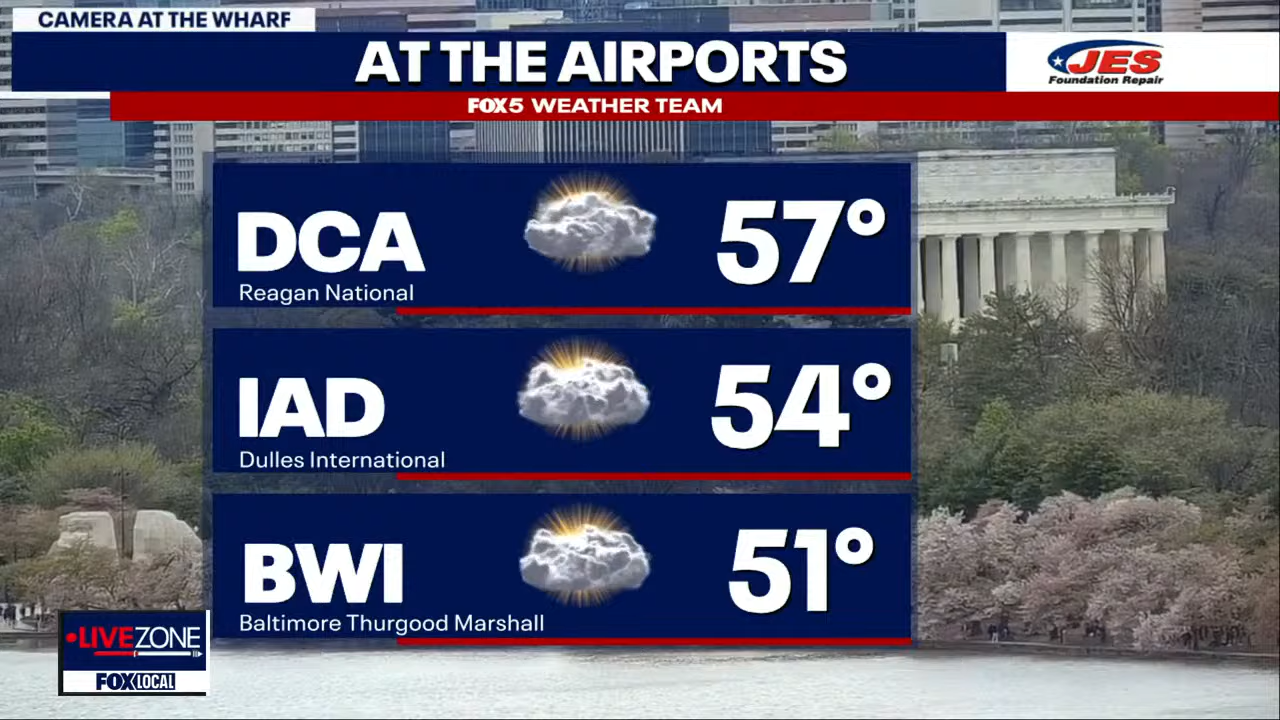 CAMERA AT THE WHARF
AT THE AIRPORTS
JES
Foundation Repair
FOX5 WEATHER TEAM
DCA
57°
Reagan National
IAD
54°
Dulles International
BWI
51°
Baltimore Thurgood Marshall
LIVEZONE
FOX LOCAL